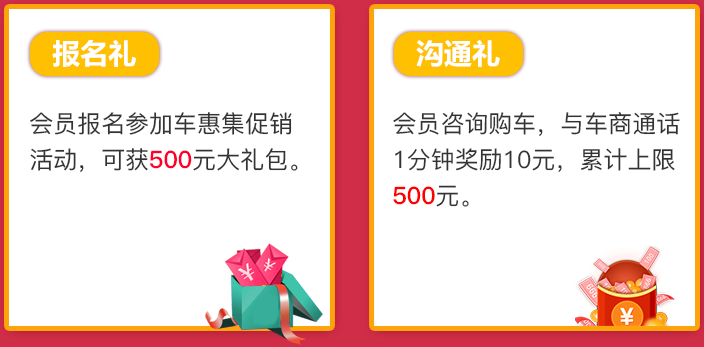 报名礼
会员报名参加车惠集促销
活动，可获500元大礼包。
沟通礼
会员咨询购车，与车商通话
1分钟奖励10元，累计上限
500元。